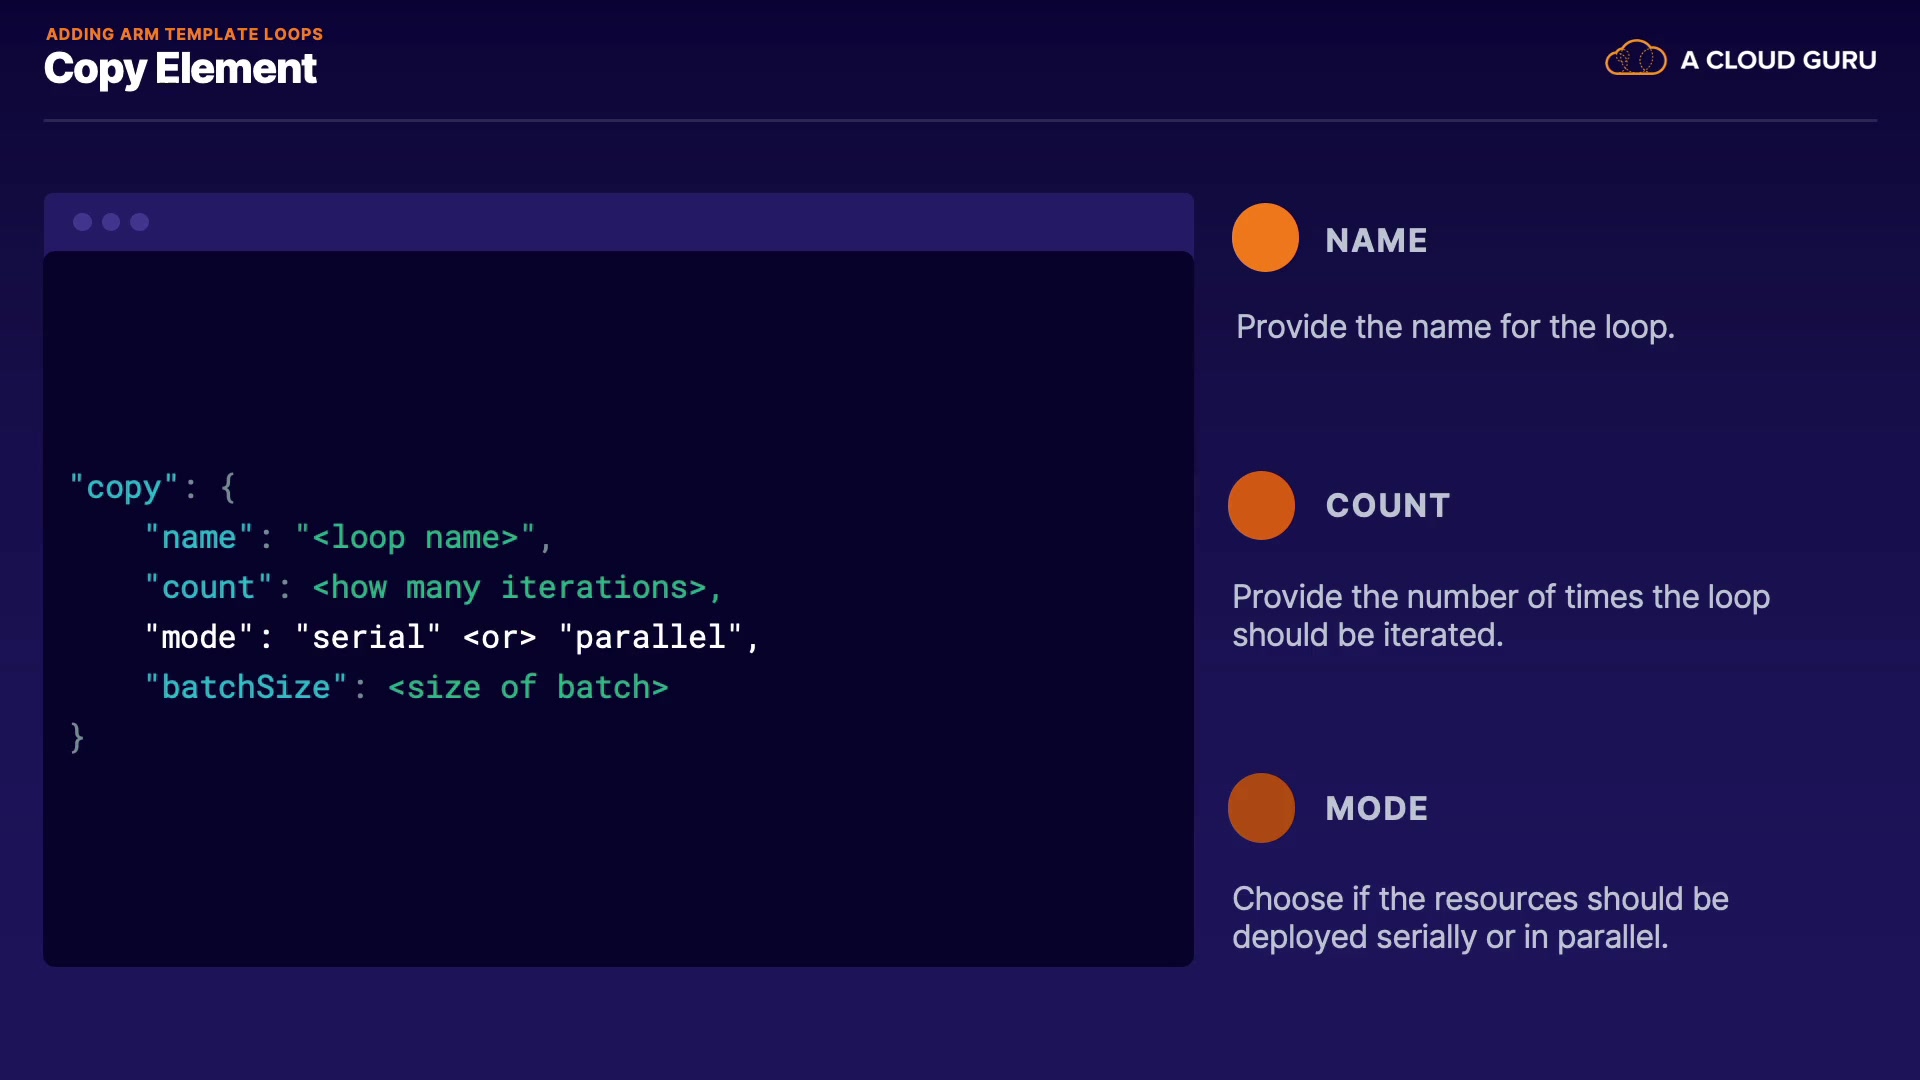 ADDING ARM TEMPLATE LOOPS
Copy Element
A CLOUD GURU
"copy": {
    "name": "<loop name>",
    "count": <how many iterations>,
    "mode": "serial" <or> "parallel",
    "batchSize": <size of batch>
}
NAME
Provide the name for the loop.
COUNT
Provide the number of times the loop
should be iterated.
MODE
Choose if the resources should be
deployed serially or in parallel.